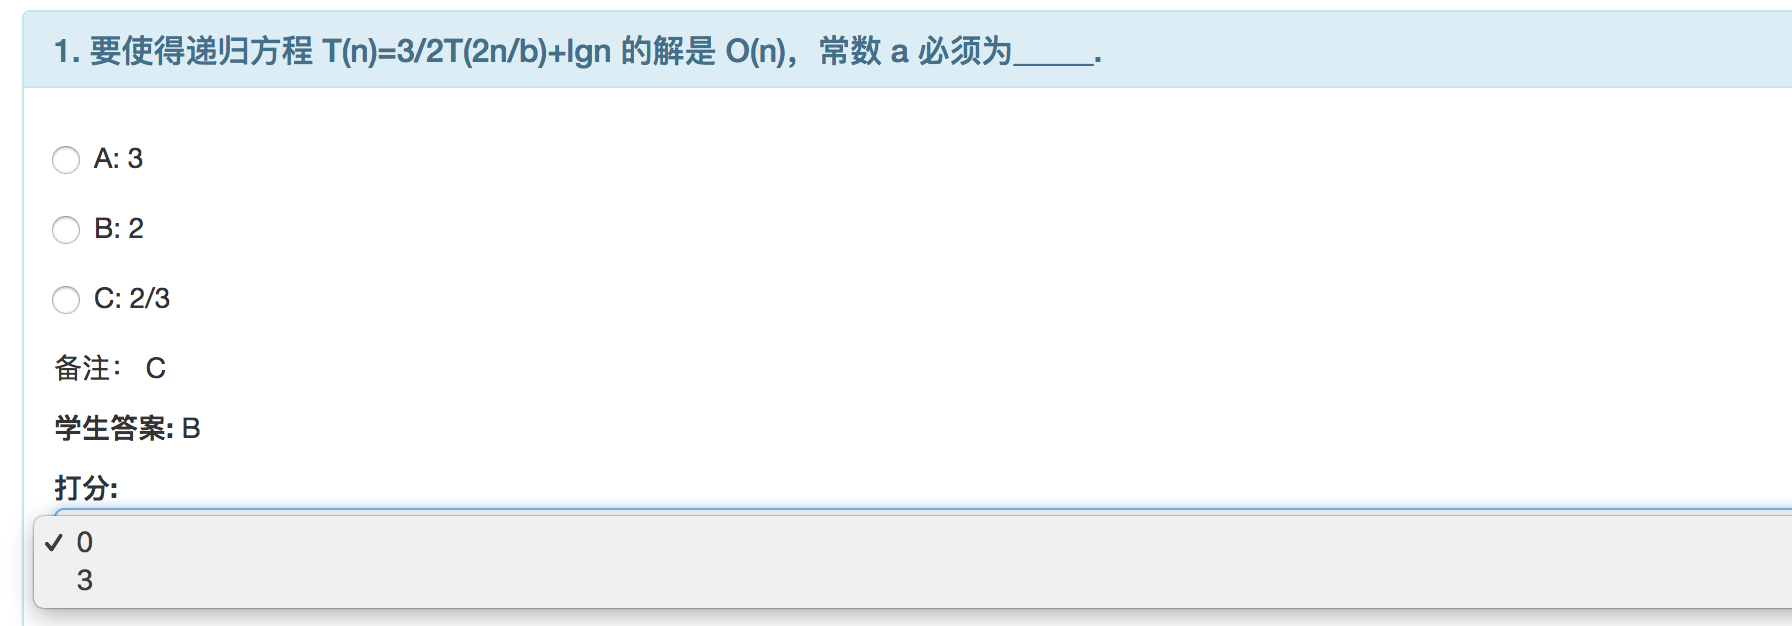 1. 要使得递归方程 T(n)=3/2T(2n/b)+lgn 的解是 O(n)，常数 a 必须为_____.
A: 3
B: 2
C: 2/3
备注： C
学生答案: B
打分:
✓ 0
3